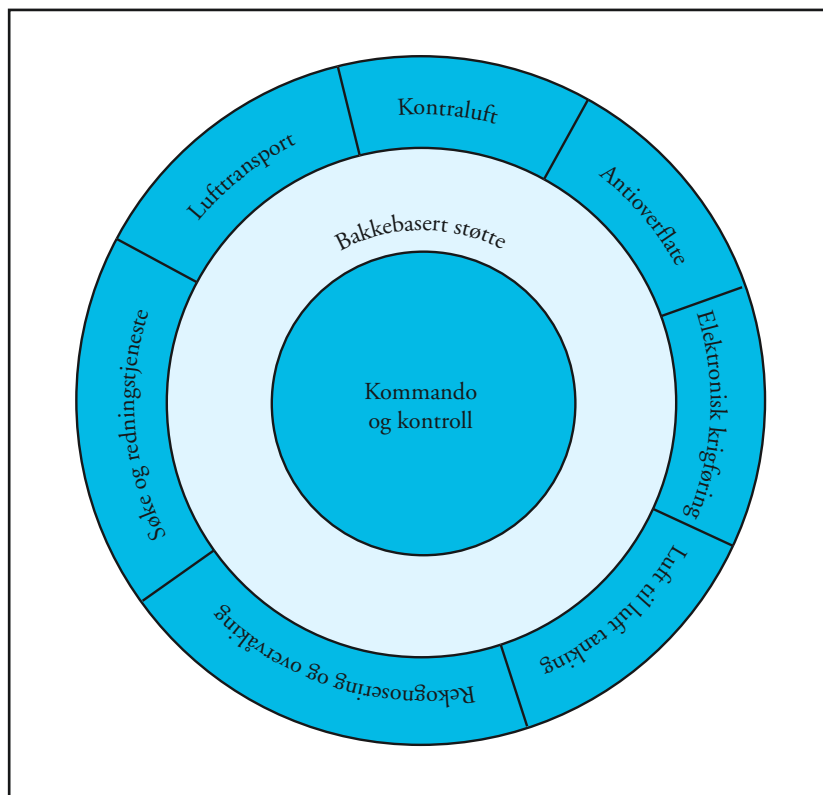 Kontraluft
Antioverflate
Elektronisk krigføring
Luft til luft tanking
Rekognosering og overvåking
Søke og redningstjeneste
Lufttransport
Bakkebasert støtte
Kommando
og kontroll